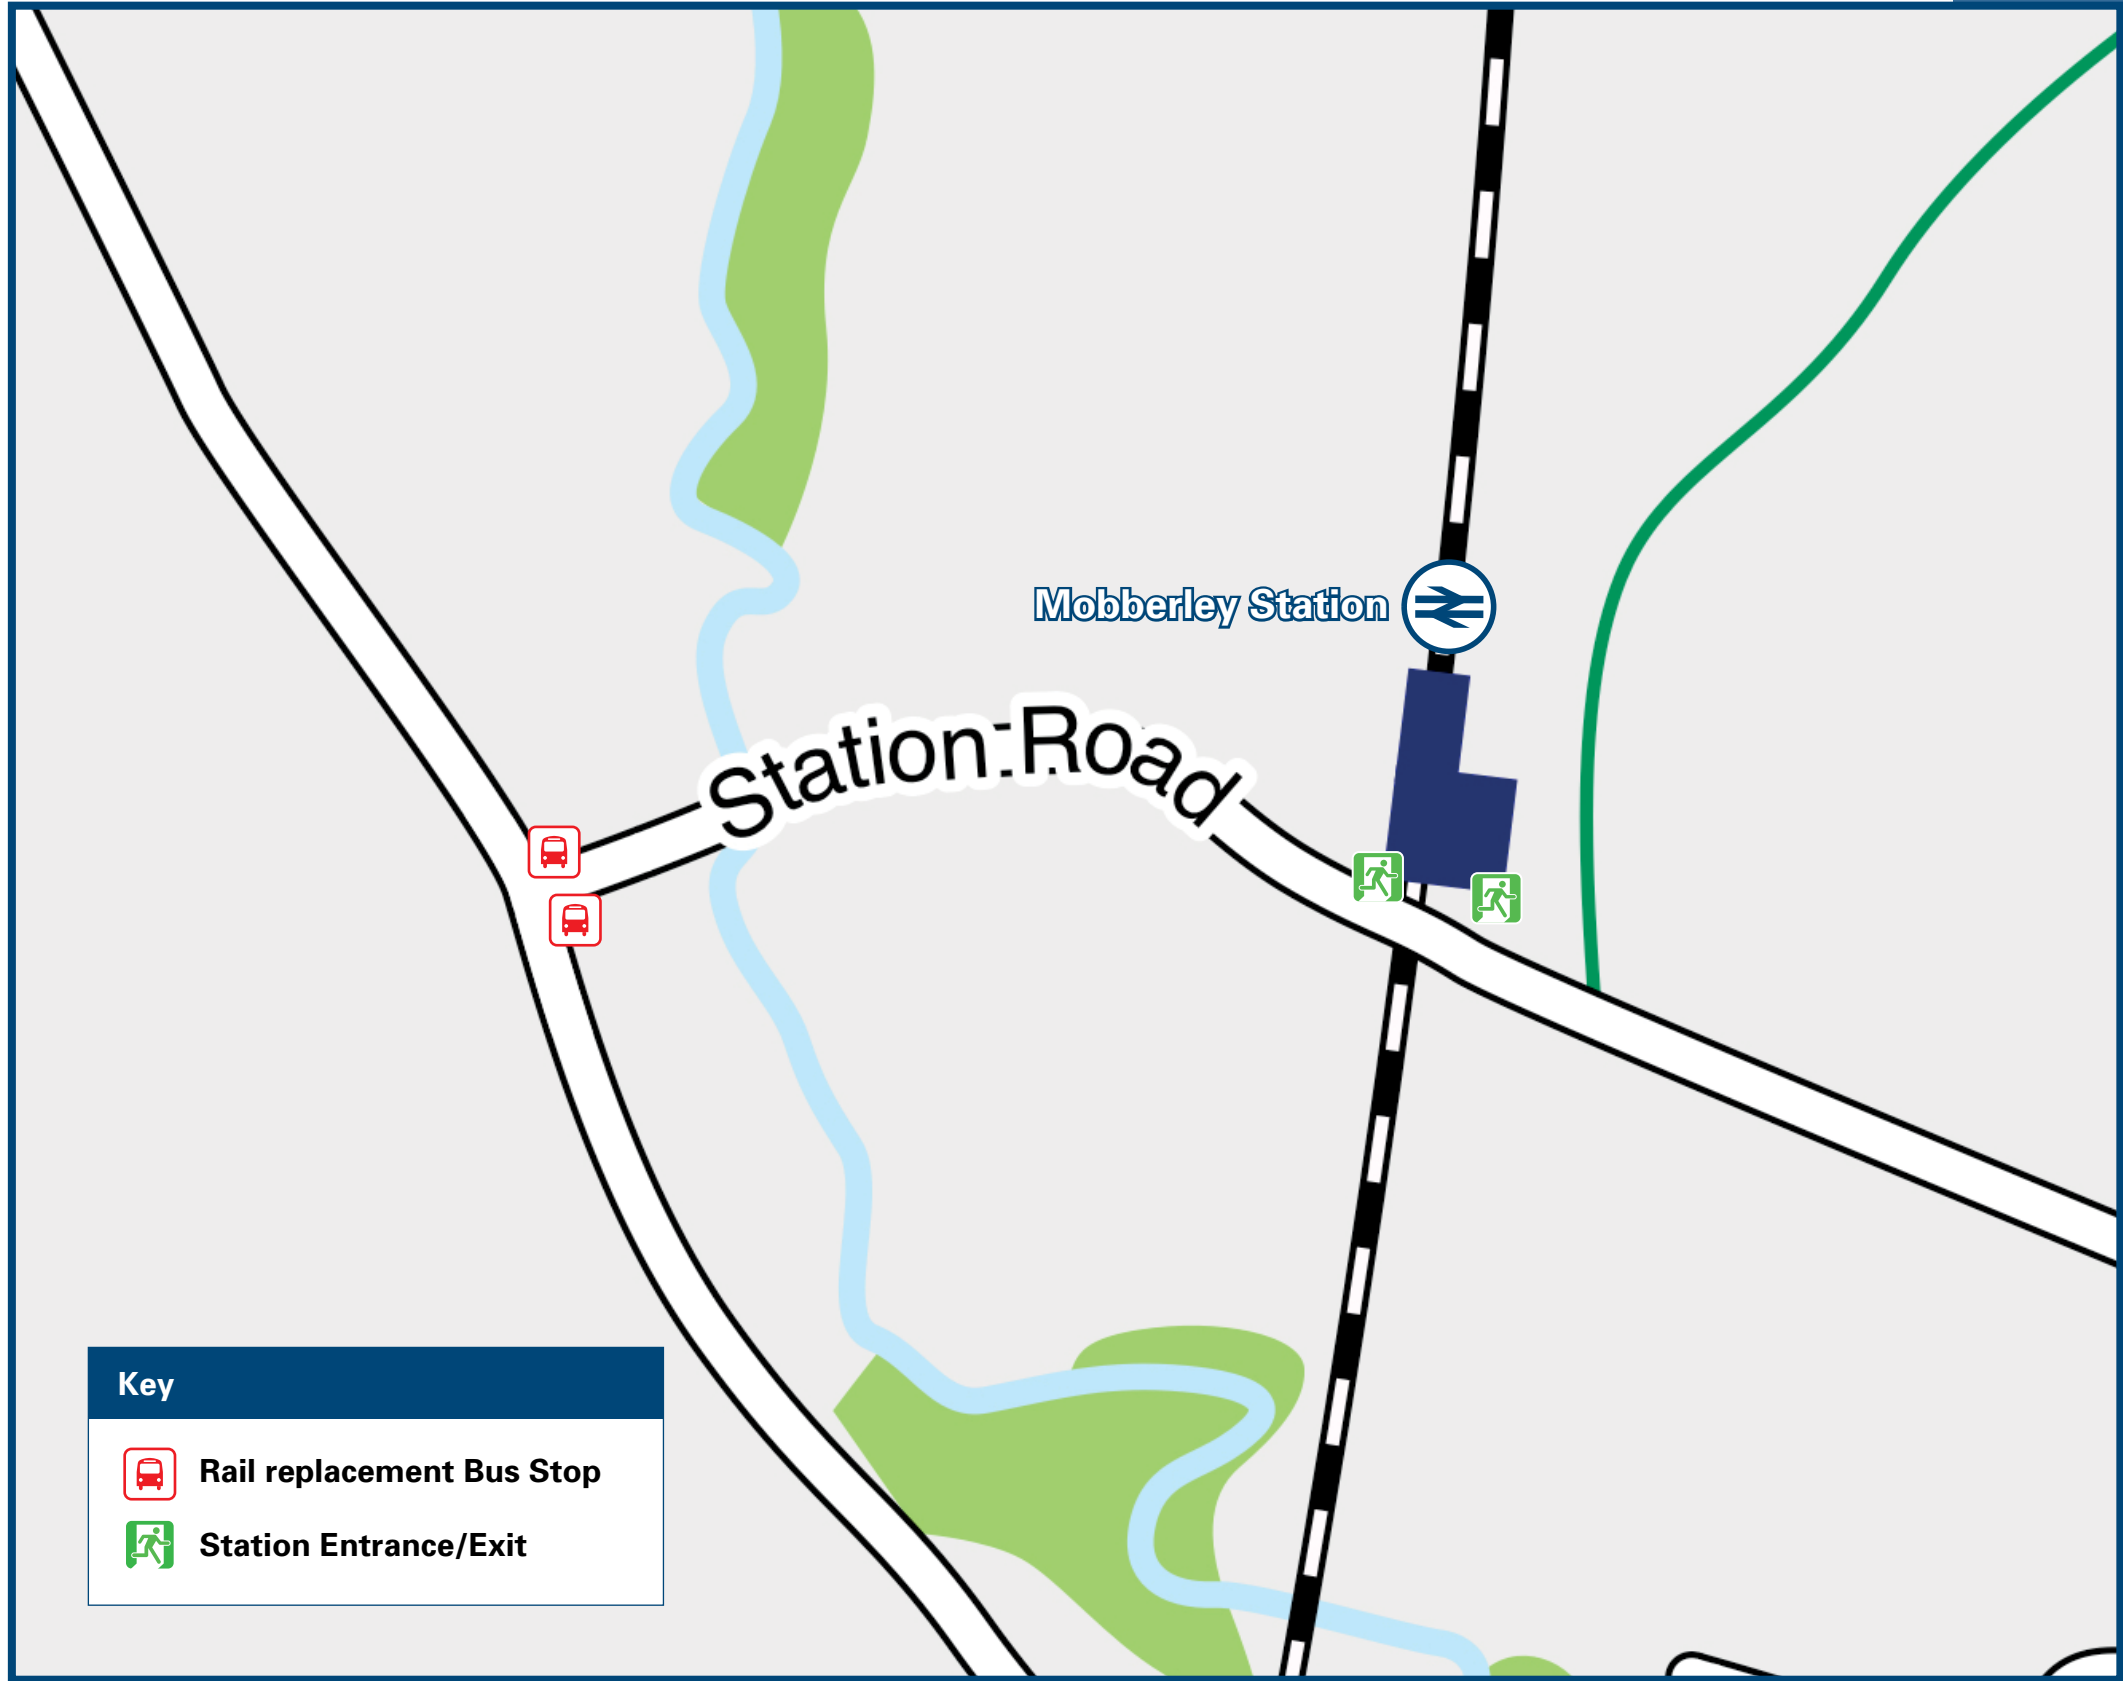 Mobberley Station
Station Road
Key
Rail replacement Bus Stop
Station Entrance/Exit